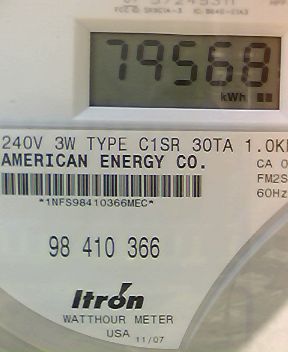 79568
kWh
240V 3W TYPE C1SR 30TA 1.0K
AMERICAN ENERGY CO. CA 0
FM2S
60Hz
*1NFS98410366MEC*
98 410 366
Itron
WATTHOUR METER
USA 11/07